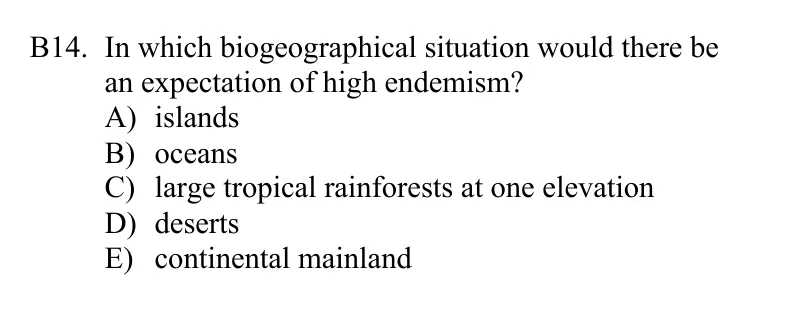 B14. In which biogeographical situation would there be
an expectation of high endemism?
A) islands
B) oceans
C) large tropical rainforests at one elevation
D) deserts
E) continental mainland